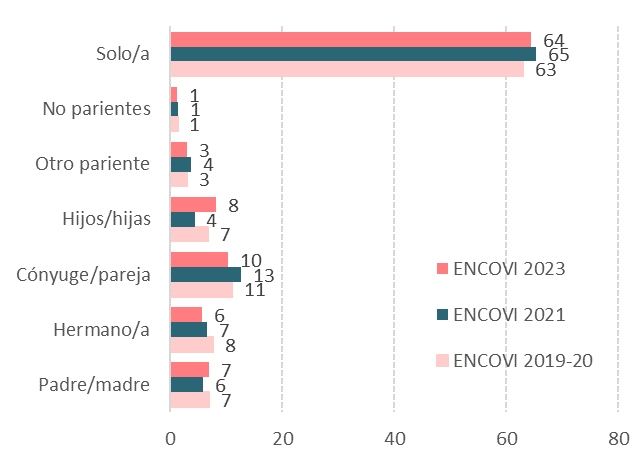 Solo/a
64
65
63
No parientes
1
1
1
Otro pariente
3
4
3
Hijos/hijas
8
4
7
Cónyuge/pareja
10
13
11
Hermano/a
6
7
8
Padre/madre
7
6
7
ENCOVI 2023
ENCOVI 2021
ENCOVI 2019-20
0 20 40 60 80